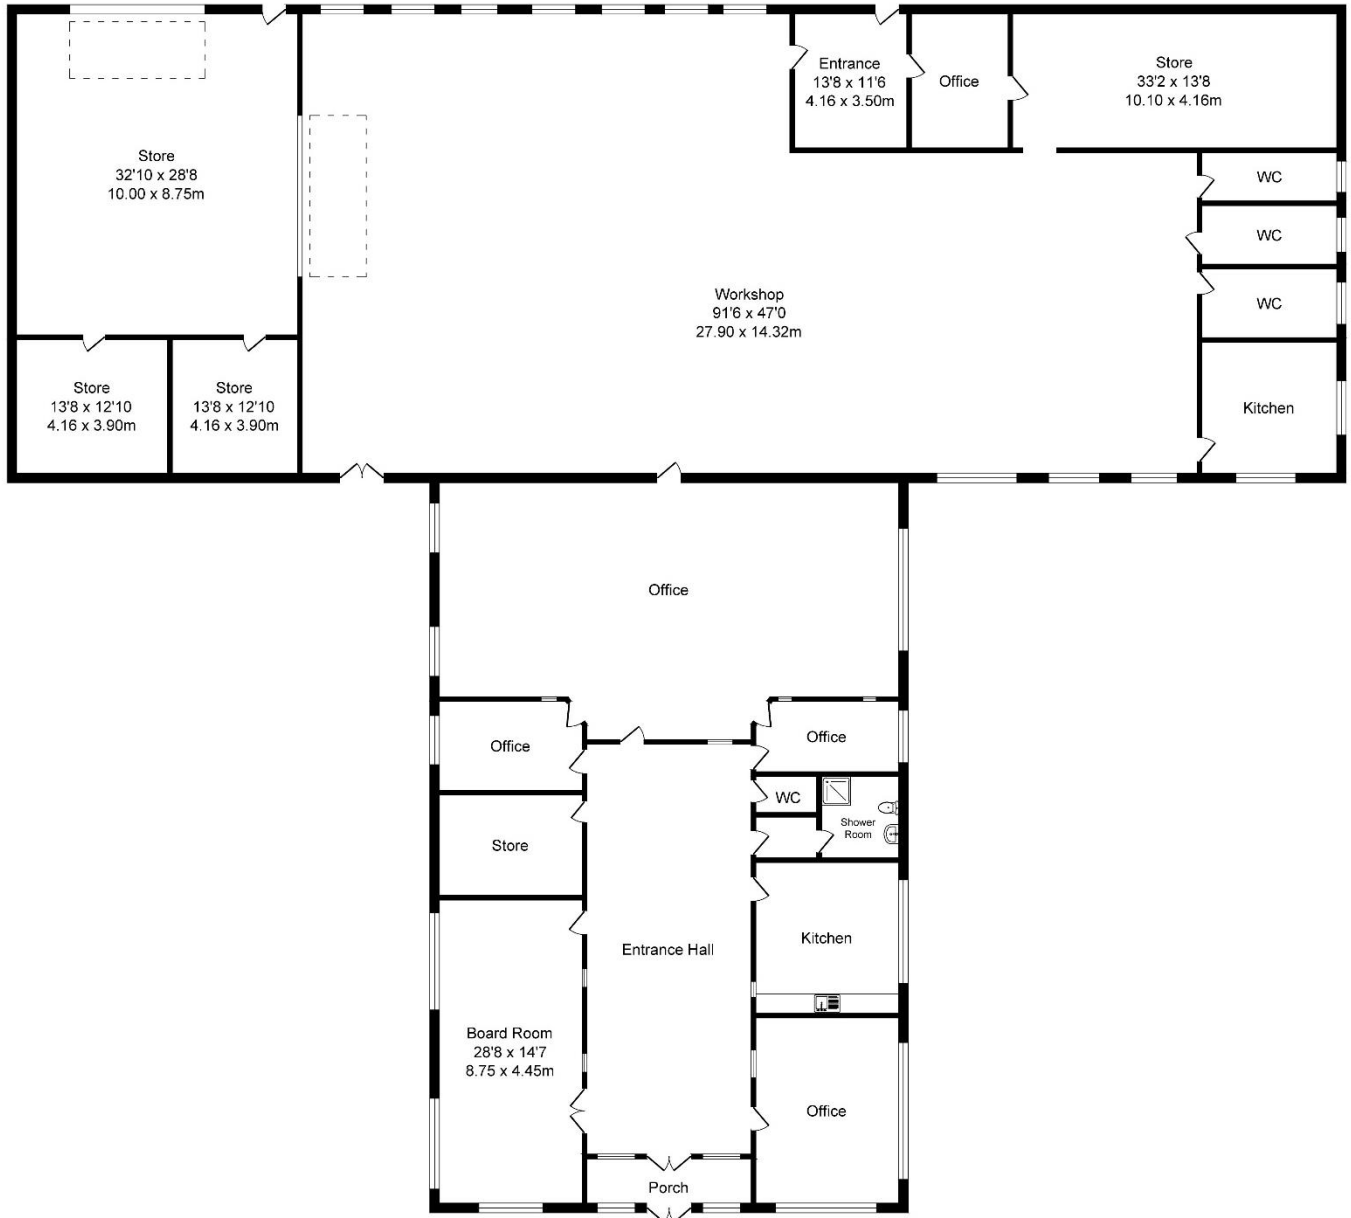 Entrance
13'8 x 11'6
4.16 x 3.50m
Office
Store
33'2 x 13'8
10.10 x 4.16m
Store
32'10 x 28'8
10.00 x 8.75m
WC
WC
WC
Workshop
91'6 x 47'0
27.90 x 14.32m
Store
13'8 x 12'10
4.16 x 3.90m
Store
13'8 x 12'10
4.16 x 3.90m
Kitchen
Office
Office
Office
WC
Shower
Room
Store
Kitchen
Entrance Hall
Board Room
28'8 x 14'7
8.75 x 4.45m
Office
Porch